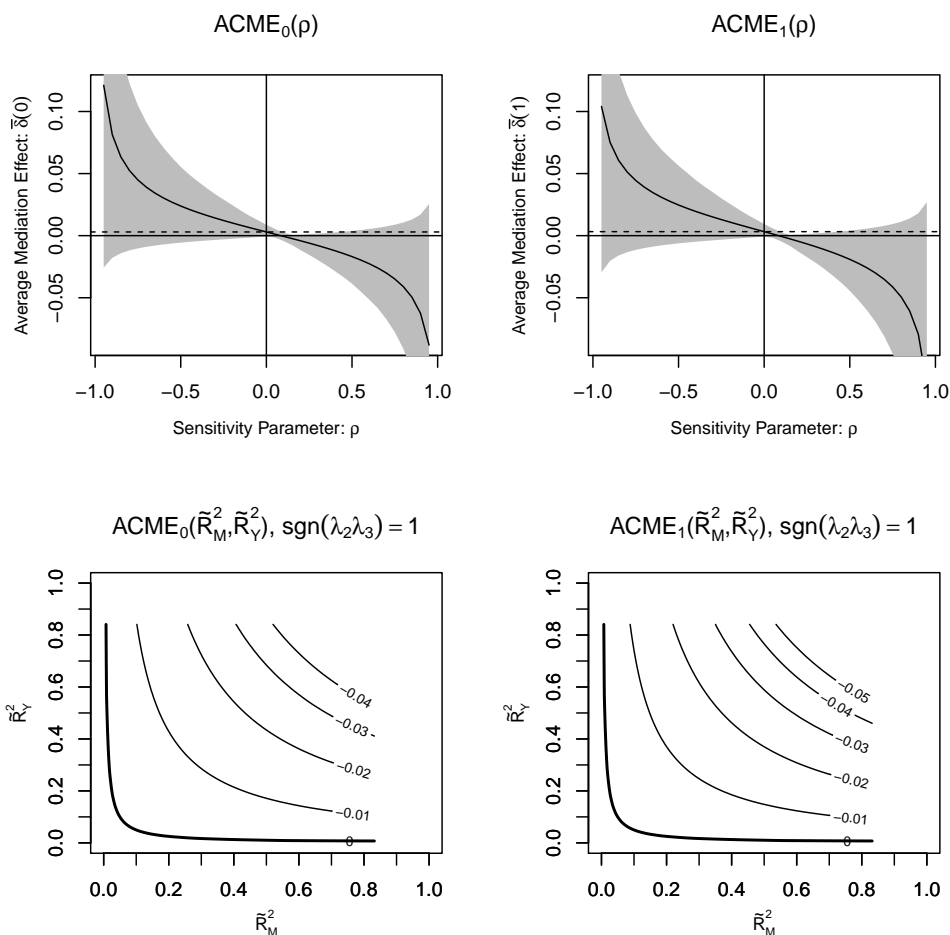 ACME₀(ρ)
Average Mediation Effect: δ̄(0)
0.10
0.05
0.00
−0.05
−1.0 −0.5 0.0 0.5 1.0
Sensitivity Parameter: ρ
ACME₁(ρ)
Average Mediation Effect: δ̄(1)
0.10
0.05
0.00
−0.05
−1.0 −0.5 0.0 0.5 1.0
Sensitivity Parameter: ρ
ACME₀(R̃²_M,R̃²_Y), sgn(λ₂λ₃) = 1
R̃²_Y
1.0
0.8
0.6
0.4
0.2
0.0
−0.04
−0.03
−0.02
−0.01
0
0.0 0.2 0.4 0.6 0.8 1.0
R̃²_M
ACME₁(R̃²_M,R̃²_Y), sgn(λ₂λ₃) = 1
R̃²_Y
1.0
0.8
0.6
0.4
0.2
0.0
−0.05
−0.04
−0.03
−0.02
−0.01
0
0.0 0.2 0.4 0.6 0.8 1.0
R̃²_M